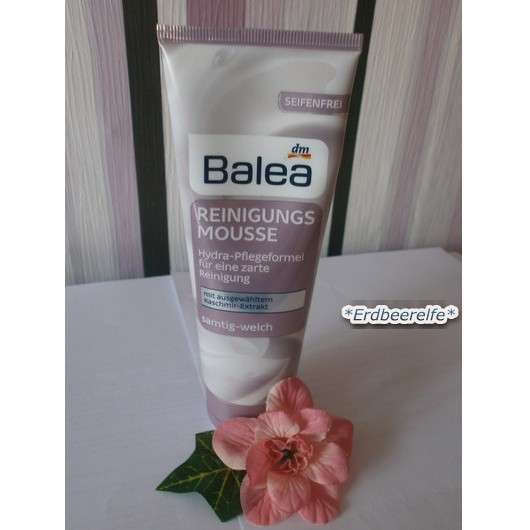 SEIFENFREI
dm
Balea
REINIGUNGS
MOUSSE
Hydra-Pflegeformel
für eine zarte
Reinigung
mit ausgewähltem
Kaschmir-Extrakt
samtig-weich
*Erdbeerelfe*